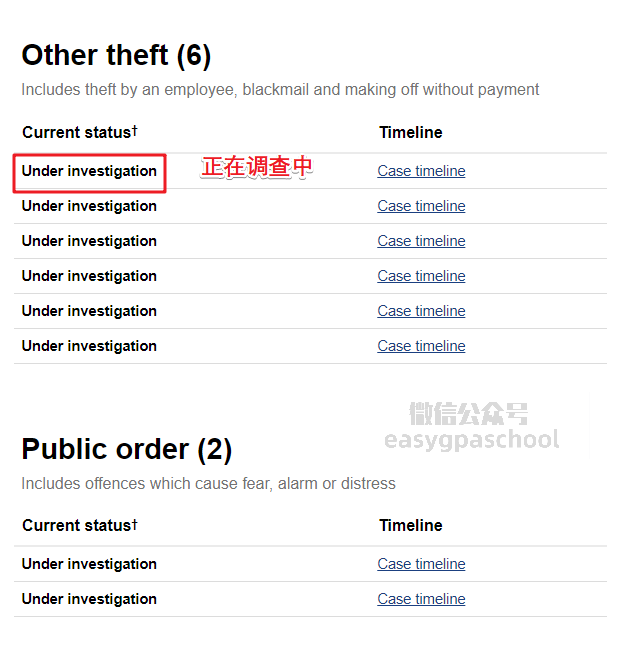 Other theft (6)
Includes theft by an employee, blackmail and making off without payment
Current status† Timeline
Under investigation 正在调查中 Case timeline
Under investigation Case timeline
Under investigation Case timeline
Under investigation Case timeline
Under investigation Case timeline
Under investigation Case timeline
微信公众号
easygpaschool
Public order (2)
Includes offences which cause fear, alarm or distress
Current status† Timeline
Under investigation Case timeline
Under investigation Case timeline